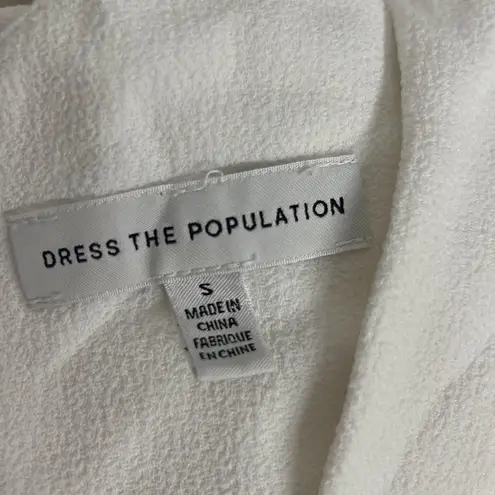 DRESS THE POPULATION
S
MADE IN
CHINA
FABRIQUE
EN CHINE